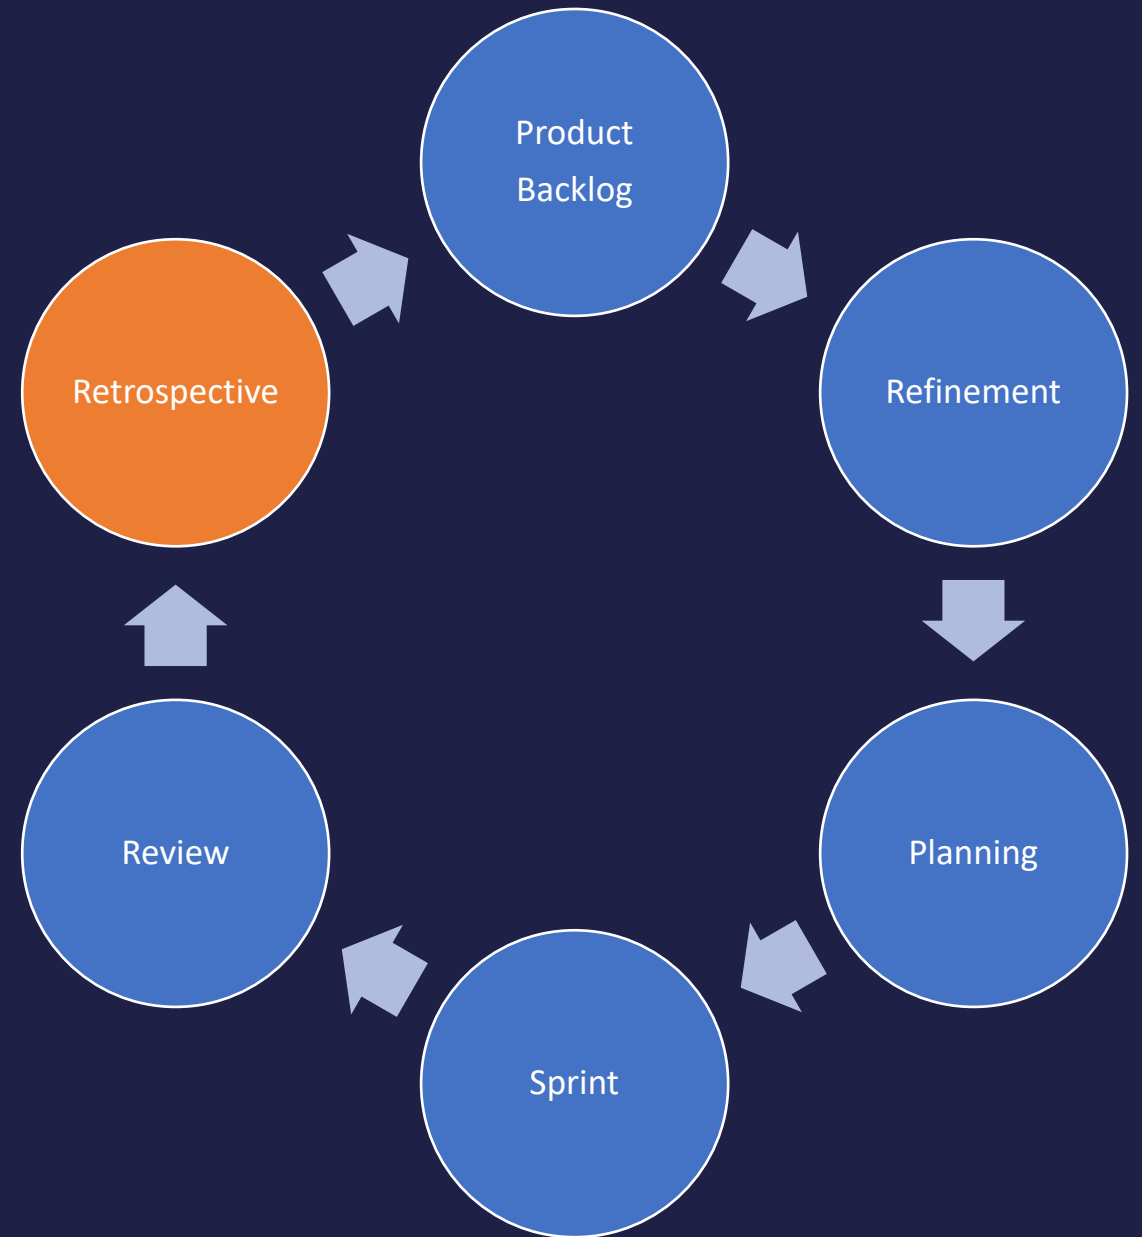 Product
Backlog
Refinement
Planning
Sprint
Review
Retrospective